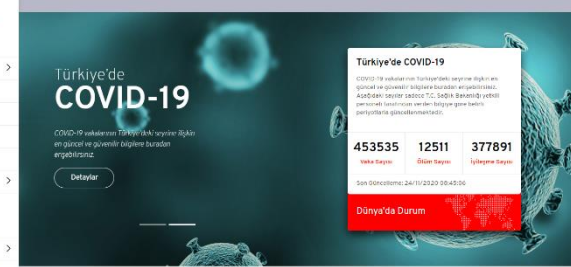 Türkiye'de
COVID-19
COVID-19 vakalarının Türkiye'deki seyrine ilişkin
en güncel ve güvenilir bilgilere buradan
erişebilirsiniz.
Detaylar
Türkiye'de COVID-19
COVID-19 vakalarının Türkiye'deki seyrine ilişkin en
güncel ve güvenilir bilgilere buradan erişebilirsiniz.
Aşağıdaki sayılar sadece T.C. Sağlık Bakanlığı yetkili
personeli tarafından verilen bilgiye göre belirli
periyotlarla güncellenmektedir.
453535 12511 377891
Vaka Sayısı Ölüm Sayısı İyileşme Sayısı
Son Güncelleme: 24/11/2020 08:45:06
Dünya'da Durum